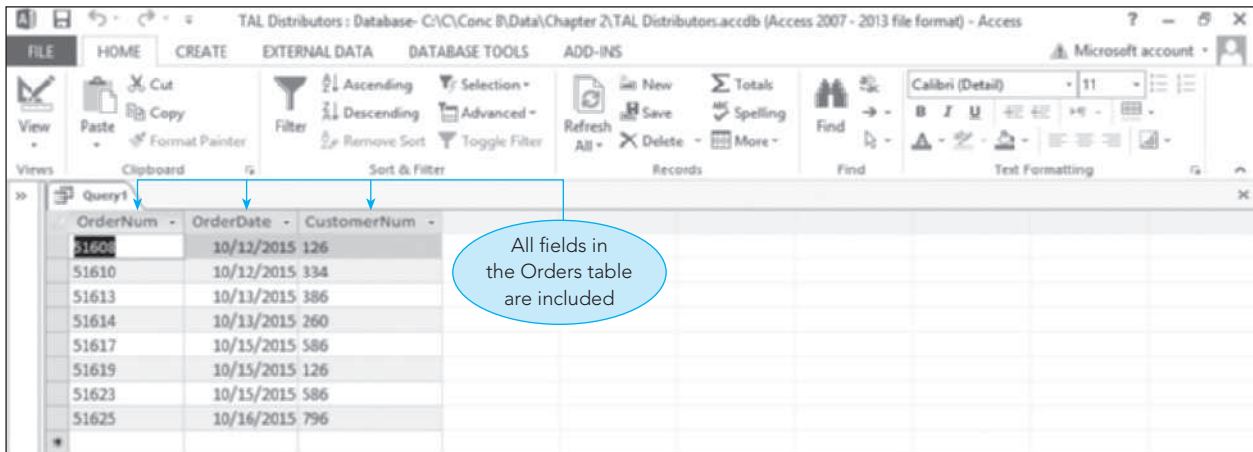 TAL Distributors : Database- C:\C\Conc 8\Data\Chapter 2\TAL Distributors.accdb (Access 2007 - 2013 file format) - Access
?
FILE HOME CREATE EXTERNAL DATA DATABASE TOOLS ADD-INS Microsoft account
View
Views
Paste
Cut
Copy
Format Painter
Clipboard
Filter
Ascending
Descending
Remove Sort
Selection
Advanced
Toggle Filter
Sort & Filter
Refresh
All
New
Save
Delete
Totals
Spelling
More
Records
Find
Find
Calibri (Detail) 11
B I U
A
Text Formatting
Query1
OrderNum OrderDate CustomerNum
51608 10/12/2015 126
51610 10/12/2015 334
51613 10/13/2015 386
51614 10/13/2015 260
51617 10/15/2015 586
51619 10/15/2015 126
51623 10/15/2015 586
51625 10/16/2015 796
All fields in
the Orders table
are included